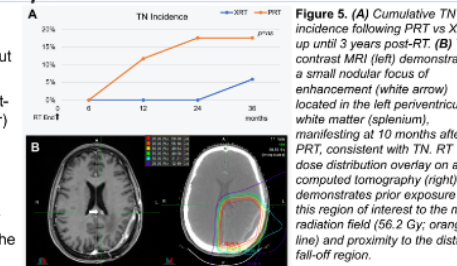 A
TN Incidence
XRT
PRT
20%
15%
10%
5%
0%
0
6
12
24
36
RT End
months
B
Figure 5. (A) Cumulative TN
incidence following PRT vs X
up until 3 years post-RT. (B)
contrast MRI (left) demonstra
a small nodular focus of
enhancement (white arrow)
located in the left periventricu
white matter (splenium),
manifesting at 10 months afte
PRT, consistent with TN. RT
dose distribution overlay on a
computed tomography (right)
demonstrates prior exposure
this region of interest to the m
radiation field (56.2 Gy; orang
line) and proximity to the dist
fall-off region.
ut
t-
r)
he